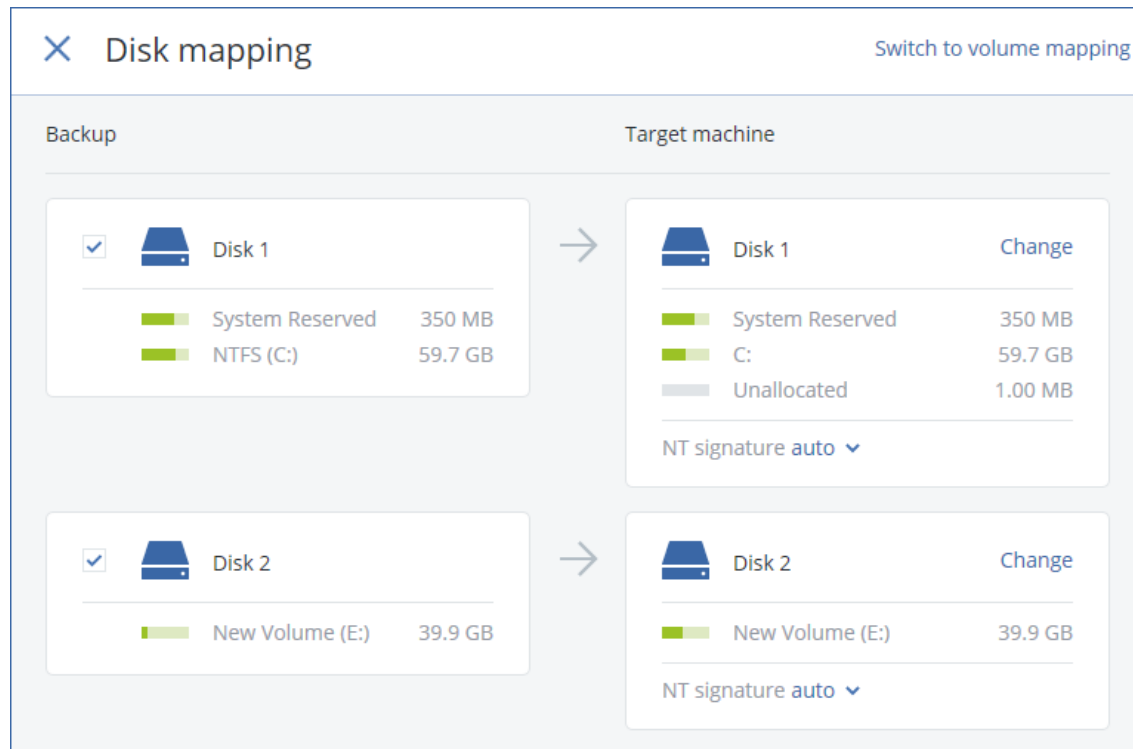 Disk mapping
Switch to volume mapping
Backup
Target machine
Disk 1
System Reserved 350 MB
NTFS (C:) 59.7 GB
Disk 1 Change
System Reserved 350 MB
C: 59.7 GB
Unallocated 1.00 MB
NT signature auto
Disk 2
New Volume (E:) 39.9 GB
Disk 2 Change
New Volume (E:) 39.9 GB
NT signature auto